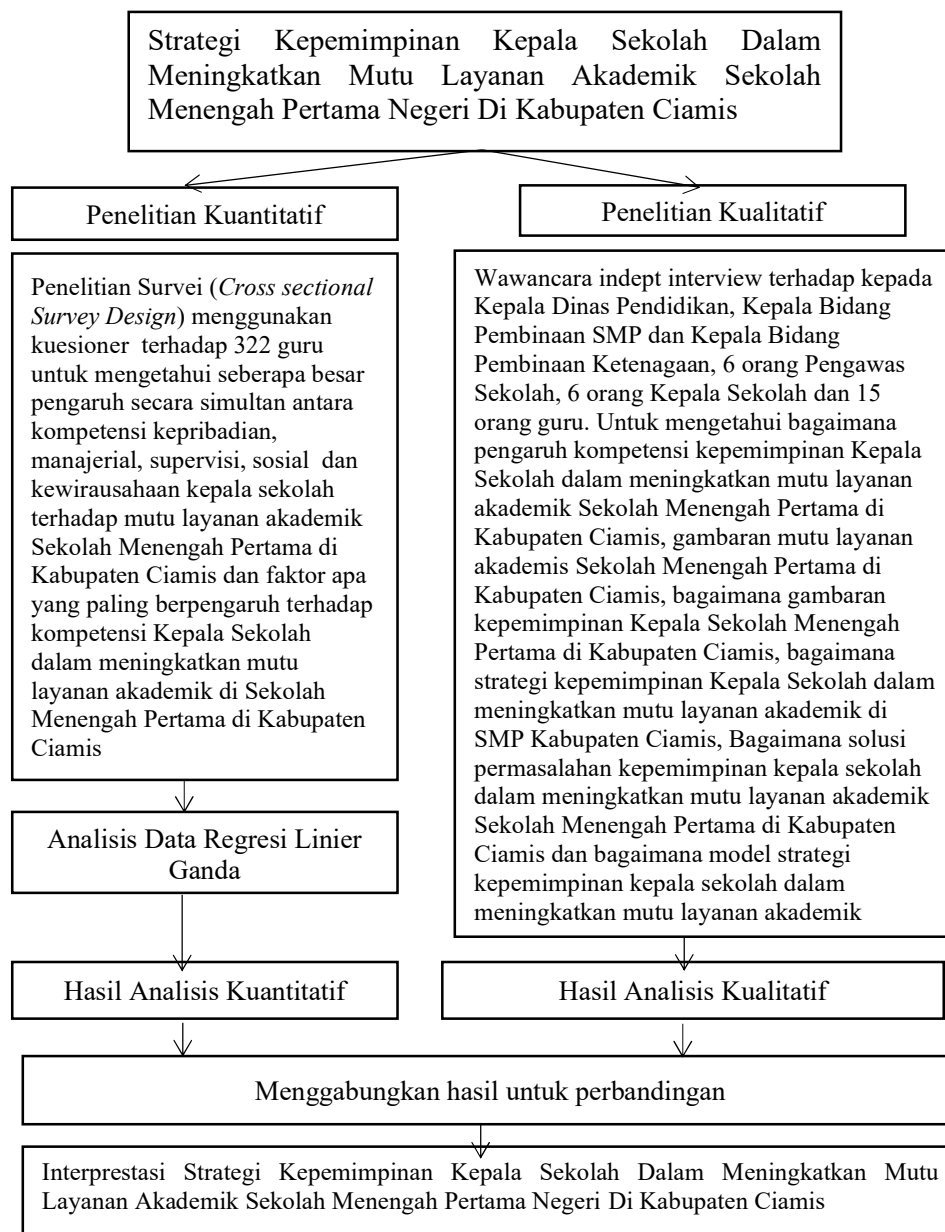 Strategi Kepemimpinan Kepala Sekolah Dalam
Meningkatkan Mutu Layanan Akademik Sekolah
Menengah Pertama Negeri Di Kabupaten Ciamis
Penelitian Kuantitatif
Penelitian Kualitatif
Penelitian Survei (Cross sectional
Survey Design) menggunakan
kuesioner terhadap 322 guru
untuk mengetahui seberapa besar
pengaruh secara simultan antara
kompetensi kepribadian,
manajerial, supervisi, sosial dan
kewirausahaan kepala sekolah
terhadap mutu layanan akademik
Sekolah Menengah Pertama di
Kabupaten Ciamis dan faktor apa
yang paling berpengaruh terhadap
kompetensi Kepala Sekolah
dalam meningkatkan mutu
layanan akademik di Sekolah
Menengah Pertama di Kabupaten
Ciamis
Wawancara indept interview terhadap kepada
Kepala Dinas Pendidikan, Kepala Bidang
Pembinaan SMP dan Kepala Bidang
Pembinaan Ketenagaan, 6 orang Pengawas
Sekolah, 6 orang Kepala Sekolah dan 15
orang guru. Untuk mengetahui bagaimana
pengaruh kompetensi kepemimpinan Kepala
Sekolah dalam meningkatkan mutu layanan
akademik Sekolah Menengah Pertama di
Kabupaten Ciamis, gambaran mutu layanan
akademis Sekolah Menengah Pertama di
Kabupaten Ciamis, bagaimana gambaran
kepemimpinan Kepala Sekolah Menengah
Pertama di Kabupaten Ciamis, bagaimana
strategi kepemimpinan Kepala Sekolah dalam
meningkatkan mutu layanan akademik di
SMP Kabupaten Ciamis, Bagaimana solusi
permasalahan kepemimpinan kepala sekolah
dalam meningkatkan mutu layanan akademik
Sekolah Menengah Pertama di Kabupaten
Ciamis dan bagaimana model strategi
kepemimpinan kepala sekolah dalam
meningkatkan mutu layanan akademik
Analisis Data Regresi Linier
Ganda
Hasil Analisis Kuantitatif
Hasil Analisis Kualitatif
Menggabungkan hasil untuk perbandingan
Interprestasi Strategi Kepemimpinan Kepala Sekolah Dalam Meningkatkan Mutu
Layanan Akademik Sekolah Menengah Pertama Negeri Di Kabupaten Ciamis